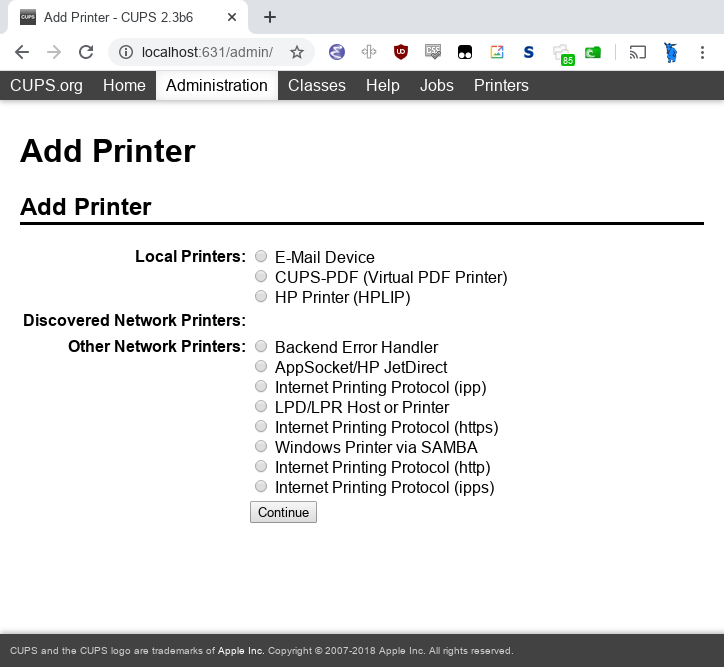 CUPS Add Printer - CUPS 2.3b6
localhost:631/admin/
UD
CSS
S
85
CUPS.org Home Administration Classes Help Jobs Printers
Add Printer
Add Printer
Local Printers: E-Mail Device
CUPS-PDF (Virtual PDF Printer)
HP Printer (HPLIP)
Discovered Network Printers:
Other Network Printers: Backend Error Handler
AppSocket/HP JetDirect
Internet Printing Protocol (ipp)
LPD/LPR Host or Printer
Internet Printing Protocol (https)
Windows Printer via SAMBA
Internet Printing Protocol (http)
Internet Printing Protocol (ipps)
Continue
CUPS and the CUPS logo are trademarks of Apple Inc. Copyright © 2007-2018 Apple Inc. All rights reserved.